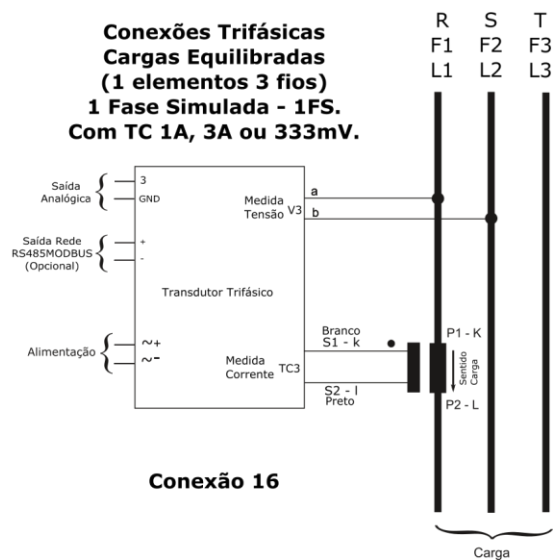 Conexões Trifásicas
Cargas Equilibradas
(1 elementos 3 fios)
1 Fase Simulada - 1FS.
Com TC 1A, 3A ou 333mV.
R S T
F1 F2 F3
L1 L2 L3
Saída
Analógica
3
GND
Medida
Tensão
V3
a
b
Saída Rede
RS485MODBUS
(Opcional)
+
-
Transdutor Trifásico
Alimentação
~+
~-
Medida
Corrente
TC3
Branco
S1 - k
S2 - l
Preto
P1 - K
Sentido
Carga
P2 - L
Conexão 16
Carga